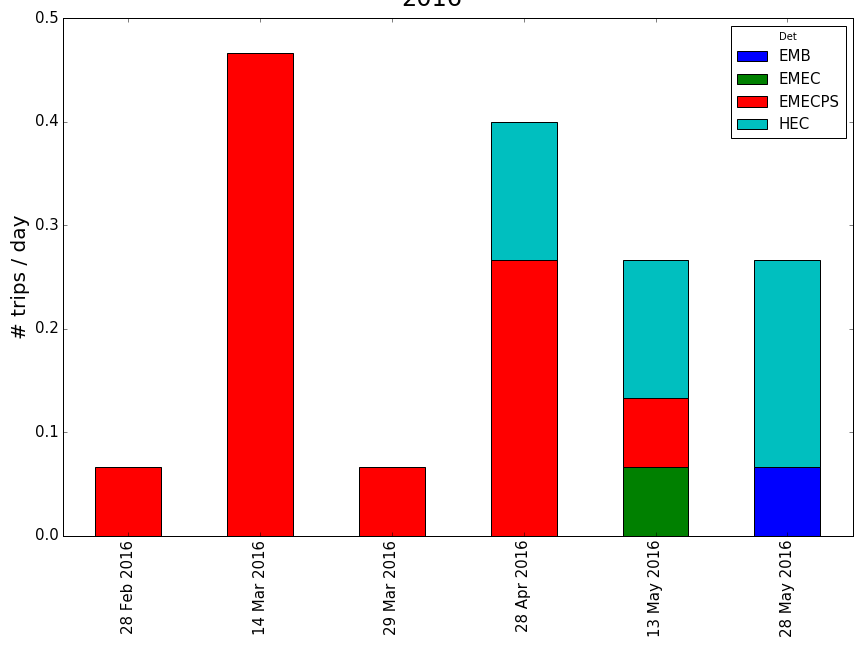 2016
# trips / day
0.5
0.4
0.3
0.2
0.1
0.0
Det
EMB
EMEC
EMECPS
HEC
28 Feb 2016
14 Mar 2016
29 Mar 2016
28 Apr 2016
13 May 2016
28 May 2016